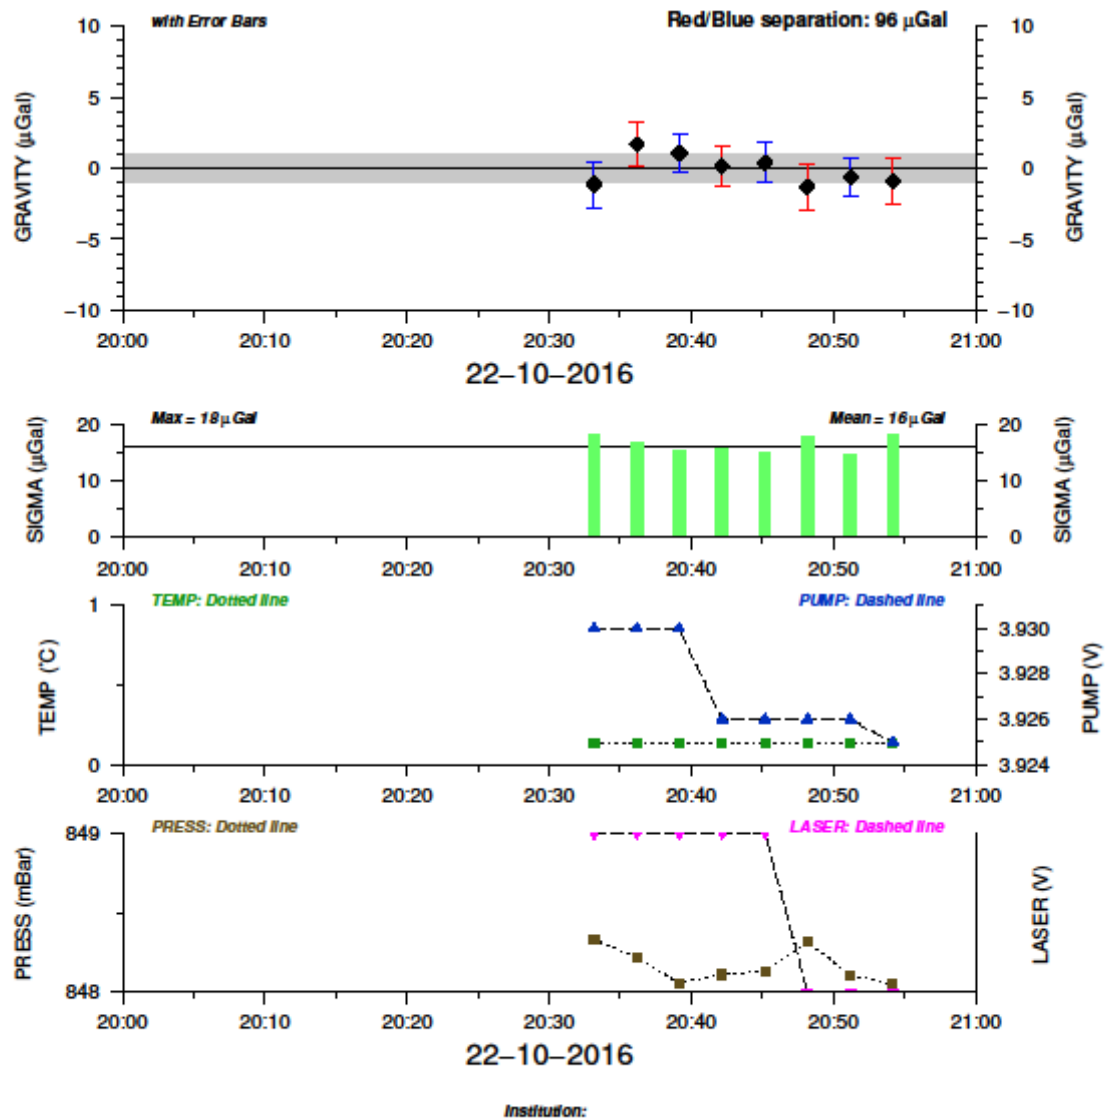 with Error Bars Red/Blue separation: 96 μGal
10 10
5 5
0 0
−5 −5
−10 −10
GRAVITY (μGal) GRAVITY (μGal)
20:00 20:10 20:20 20:30 20:40 20:50 21:00
22−10−2016
Max = 18 μGal Mean = 16 μGal
20 20
10 10
0 0
SIGMA (μGal) SIGMA (μGal)
20:00 20:10 20:20 20:30 20:40 20:50 21:00
TEMP: Dotted line PUMP: Dashed line
1 3.930
3.928
3.926
0 3.924
TEMP (°C) PUMP (V)
20:00 20:10 20:20 20:30 20:40 20:50 21:00
PRESS: Dotted line LASER: Dashed line
849
848
PRESS (mBar) LASER (V)
20:00 20:10 20:20 20:30 20:40 20:50 21:00
22−10−2016
Institution: